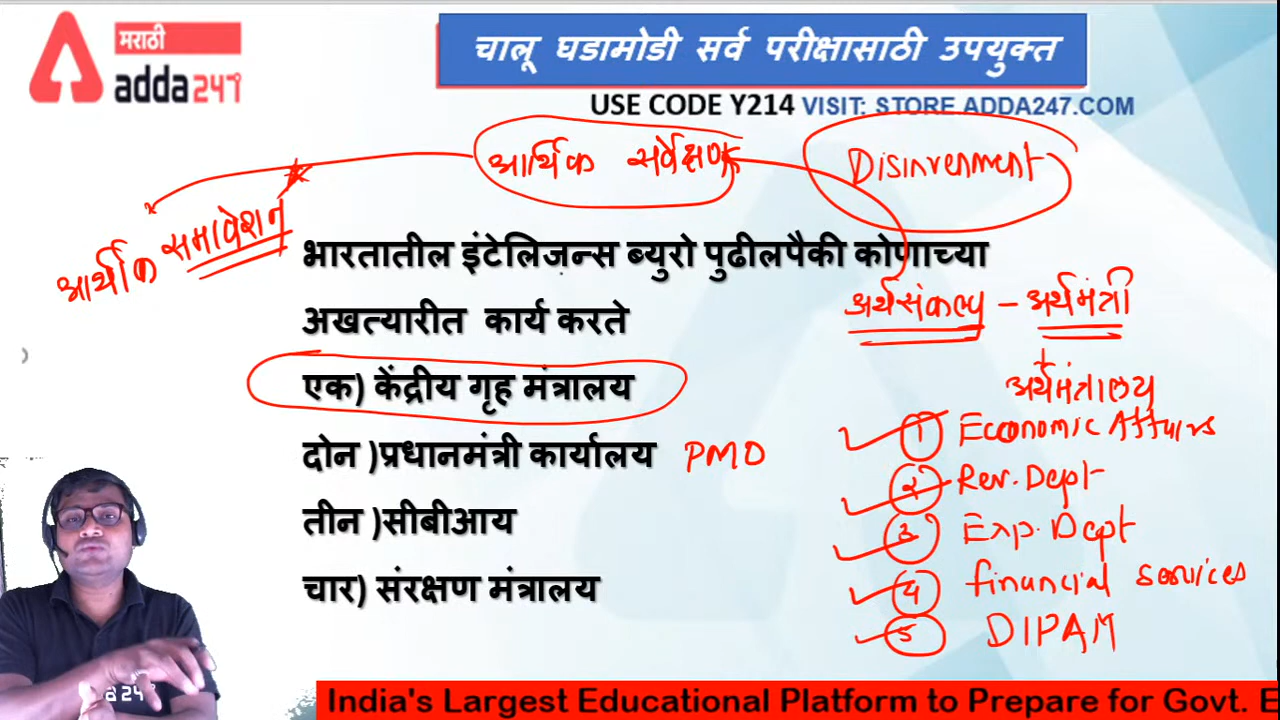 मराठी
adda247
चालू घडामोडी सर्व परीक्षासाठी उपयुक्त
USE CODE Y214 VISIT: STORE ADDA247.COM
आर्थिक सर्वेक्षण
Disinvenment
आर्थिक समावेशन
भारतातील इंटेलिजन्स ब्युरो पुढीलपैकी कोणाच्या
अखत्यारीत कार्य करते
अर्थसंकल्प - अर्थमंत्री
+
अर्थमंत्रालय
एक) केंद्रीय गृह मंत्रालय
दोन )प्रधानमंत्री कार्यालय PMO
तीन )सीबीआय
चार) संरक्षण मंत्रालय
1 Economic Affairs
२ Rev. Dept
3 Exp. Dept
4 financial services
5 DIPAM
India's Largest Educational Platform to Prepare for Govt. E